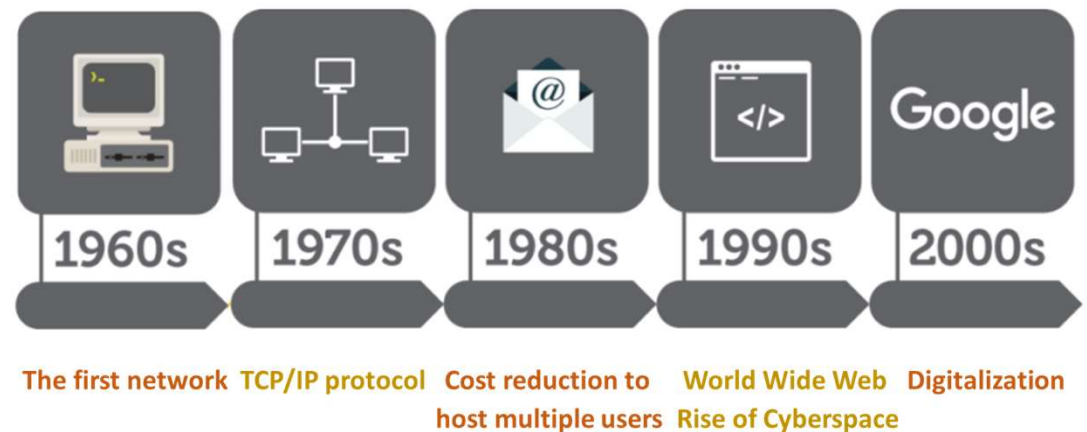 >_
@
</>
Google
1960s
1970s
1980s
1990s
2000s
The first network
TCP/IP protocol
Cost reduction to
host multiple users
World Wide Web
Rise of Cyberspace
Digitalization